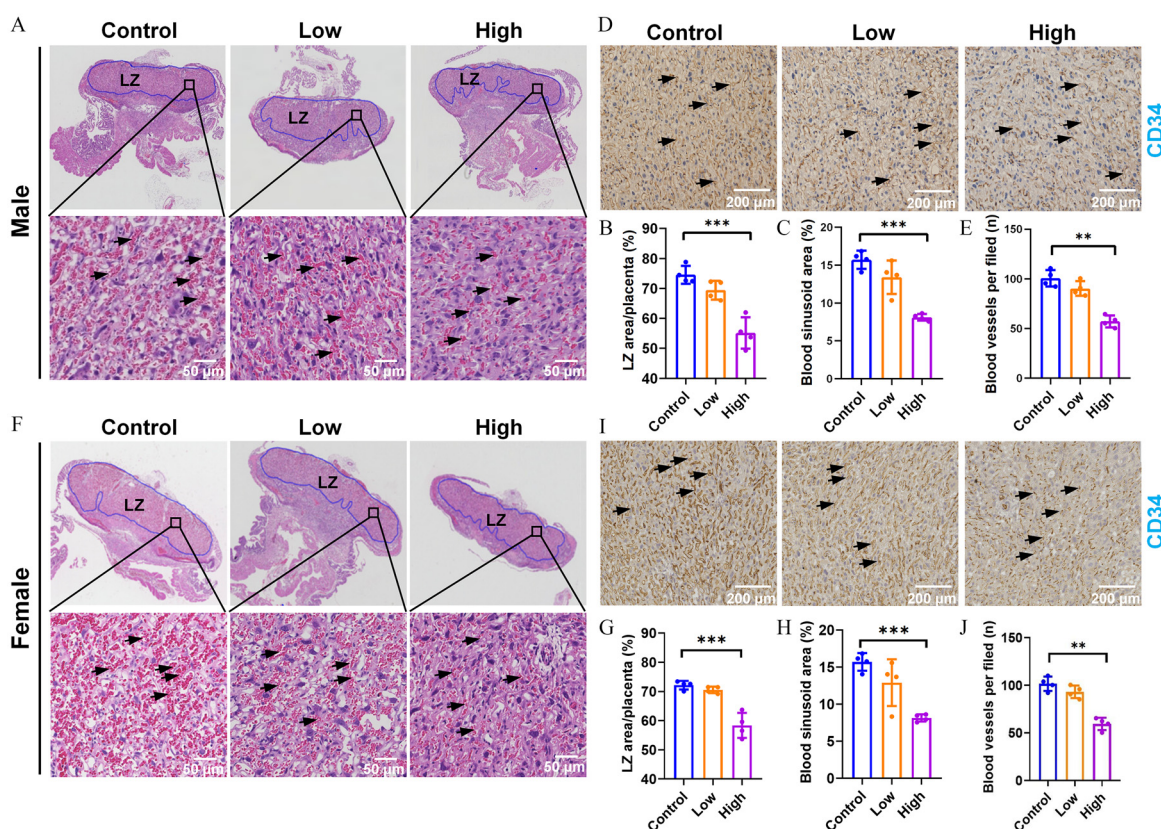 A
Control
Low
High
Male
LZ
LZ
LZ
50 µm
50 µm
50 µm
D
Control
Low
High
CD34
200 µm
200 µm
200 µm
B
***
LZ area/placenta (%)
90
80
70
60
50
40
Control
Low
High
C
***
Blood sinusoid area (%)
20
15
10
5
0
Control
Low
High
E
**
Blood vessels per filed (n)
150
100
50
0
Control
Low
High
F
Control
Low
High
Female
LZ
LZ
LZ
50 µm
50 µm
50 µm
I
CD34
200 µm
200 µm
200 µm
G
***
LZ area/placenta (%)
90
80
70
60
50
40
Control
Low
High
H
***
Blood sinusoid area (%)
20
15
10
5
0
Control
Low
High
J
**
Blood vessels per filed (n)
150
100
50
0
Control
Low
High